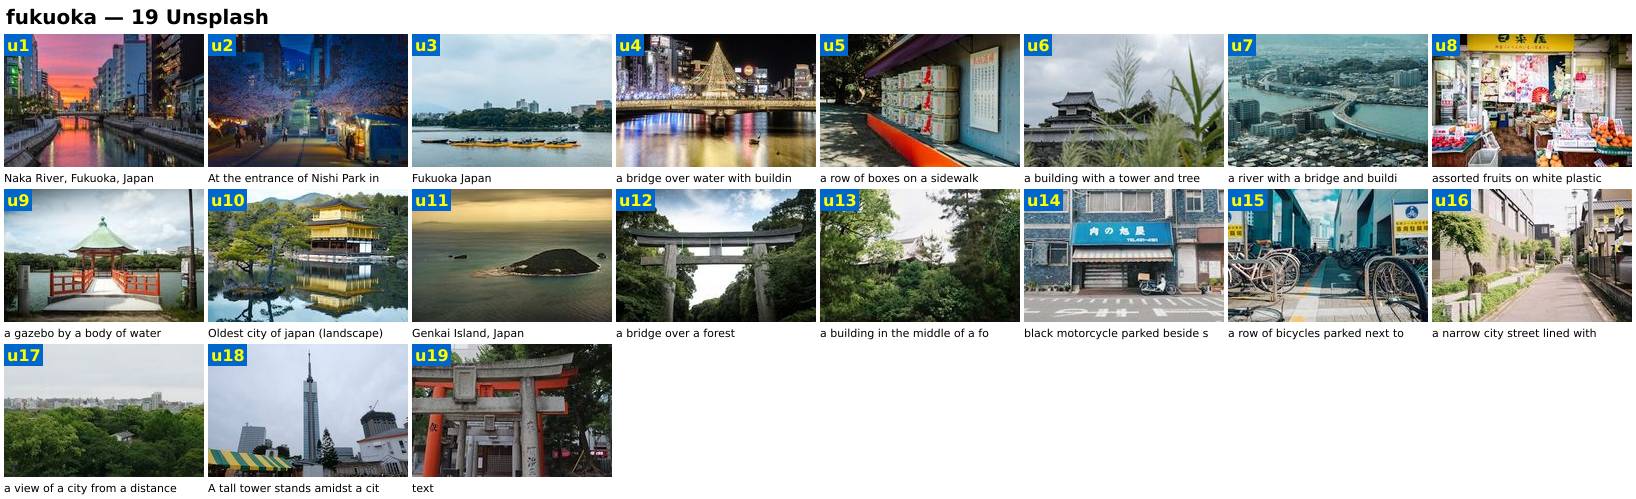 fukuoka — 19 Unsplash
u1
u2
u3
u4
u5
u6
u7
u8
Naka River, Fukuoka, Japan
At the entrance of Nishi Park in
Fukuoka Japan
a bridge over water with buildin
a row of boxes on a sidewalk
a building with a tower and tree
a river with a bridge and buildi
assorted fruits on white plastic
u9
u10
u11
u12
u13
u14
肉の旭屋
u15
u16
a gazebo by a body of water
Oldest city of japan (landscape)
Genkai Island, Japan
a bridge over a forest
a building in the middle of a fo
black motorcycle parked beside s
a row of bicycles parked next to
a narrow city street lined with
u17
u18
u19
a view of a city from a distance
A tall tower stands amidst a cit
text